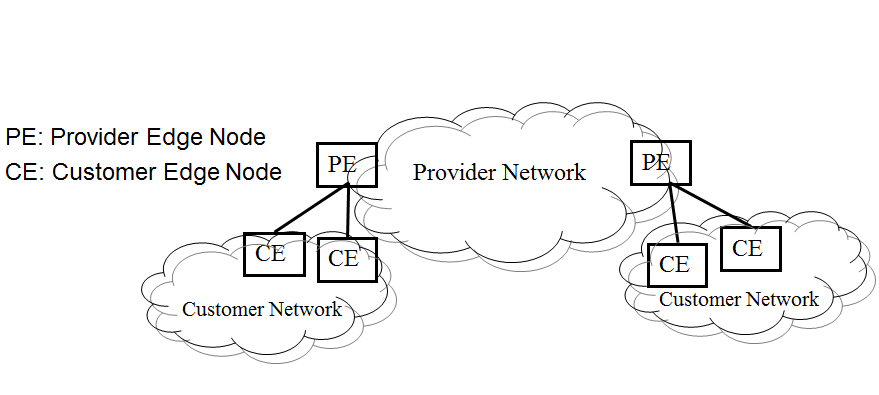 PE: Provider Edge Node
CE: Customer Edge Node
PE
Provider Network
PE
CE
CE
Customer Network
CE
CE
Customer Network